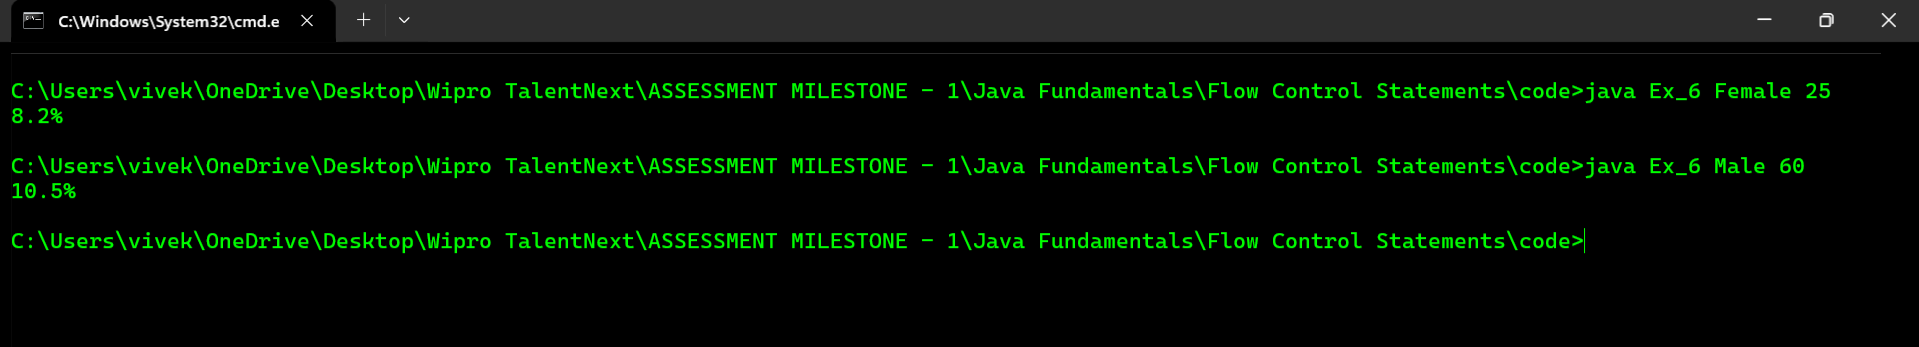 C:\Windows\System32\cmd.e
C:\Users\vivek\OneDrive\Desktop\Wipro TalentNext\ASSESSMENT MILESTONE - 1\Java Fundamentals\Flow Control Statements\code>java Ex_6 Female 25
8.2%
C:\Users\vivek\OneDrive\Desktop\Wipro TalentNext\ASSESSMENT MILESTONE - 1\Java Fundamentals\Flow Control Statements\code>java Ex_6 Male 60
10.5%
C:\Users\vivek\OneDrive\Desktop\Wipro TalentNext\ASSESSMENT MILESTONE - 1\Java Fundamentals\Flow Control Statements\code>